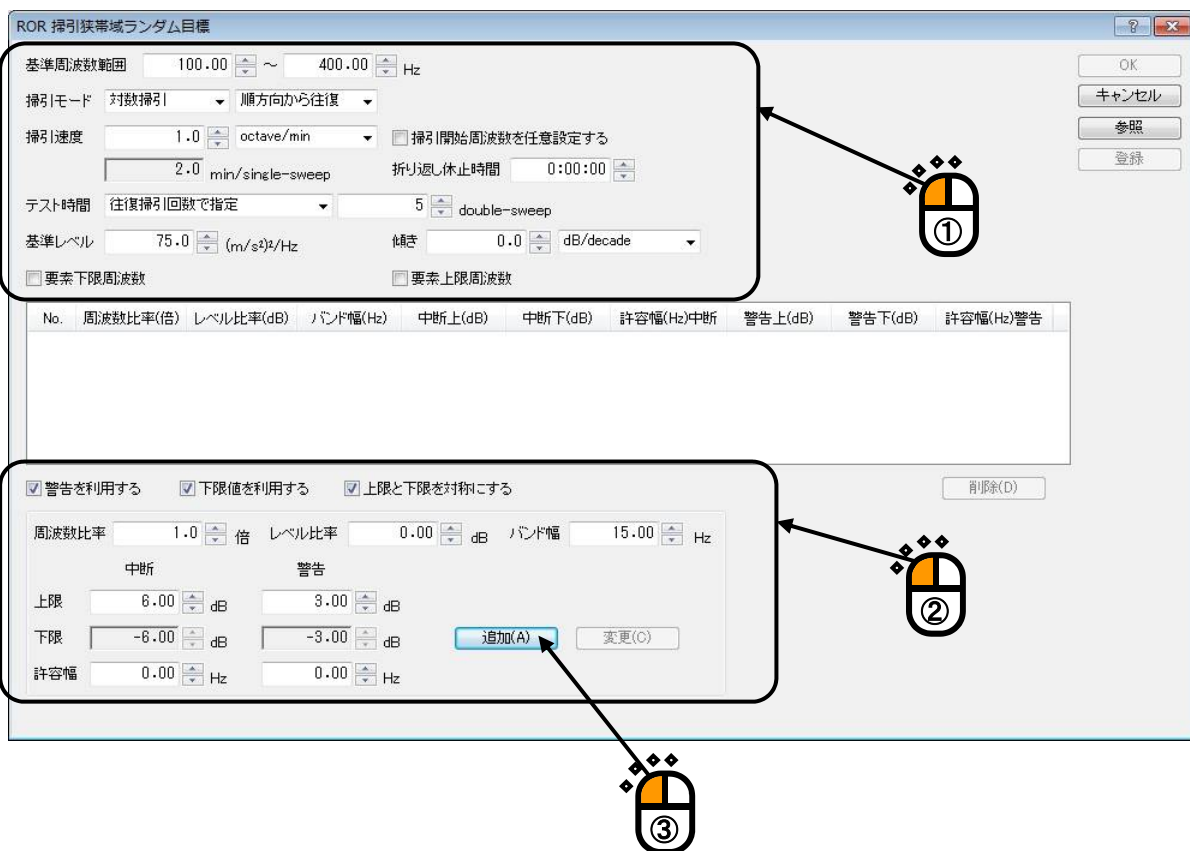 ROR 掃引狭帯域ランダム目標
基準周波数範囲 100.00 ～ 400.00 Hz
OK
掃引モード 対数掃引 順方向から往復
キャンセル
掃引速度 1.0 octave/min 掃引開始周波数を任意設定する
参照
2.0 min/single-sweep 折り返し休止時間 0:00:00
登録
テスト時間 往復掃引回数で指定 5 double-sweep
基準レベル 75.0 (m/s²)²/Hz 傾き 0.0 dB/decade
要素下限周波数 要素上限周波数
①
No. 周波数比率(倍) レベル比率(dB) バンド幅(Hz) 中断上(dB) 中断下(dB) 許容幅(Hz)中断 警告上(dB) 警告下(dB) 許容幅(Hz)警告
警告を利用する 下限値を利用する 上限と下限を対称にする 削除(D)
周波数比率 1.0 倍 レベル比率 0.00 dB バンド幅 15.00 Hz
中断 警告
上限 6.00 dB 3.00 dB
②
下限 -6.00 dB -3.00 dB 追加(A) 変更(C)
許容幅 0.00 Hz 0.00 Hz
③